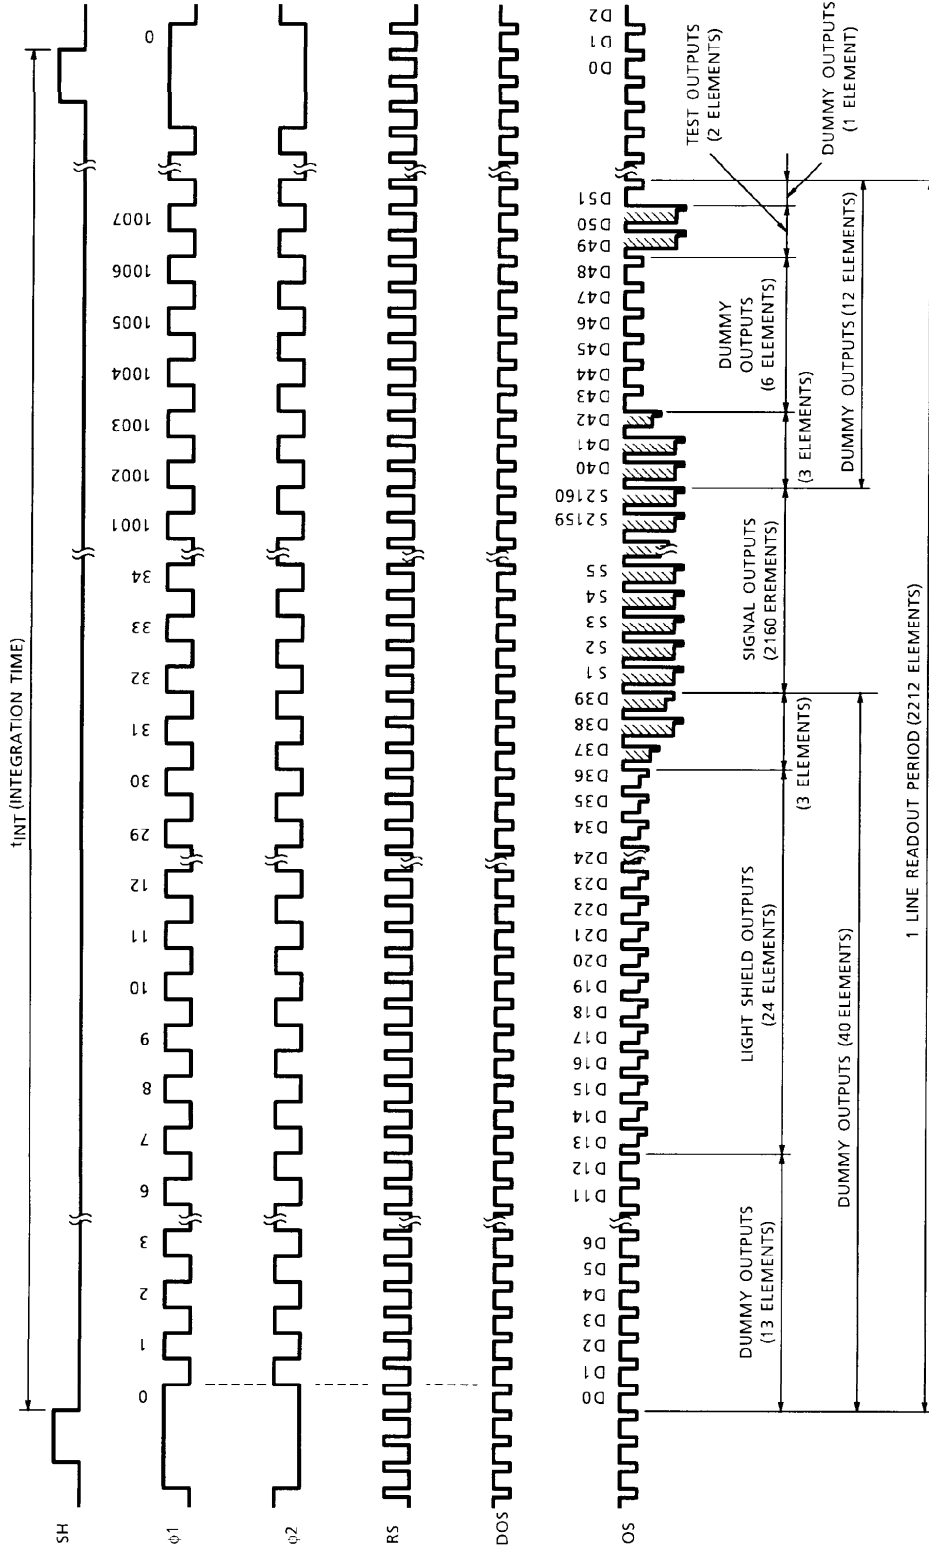 tINT (INTEGRATION TIME)
SH
φ1
0 1 2 3 6 7 8 9 10 11 12 29 30 31 32 33 34 1001 1002 1003 1004 1005 1006 1007 0
φ2
RS
DOS
OS
D0 D1 D2 D3 D4 D5 D6 D11 D12 D13 D14 D15 D16 D17 D18 D19 D20 D21 D22 D23 D24 D34 D35 D36 D37 D38 D39 S1 S2 S3 S4 S5 S2159 S2160 D40 D41 D42 D43 D44 D45 D46 D47 D48 D49 D50 D51 D0 D1 D2
DUMMY OUTPUTS
(13 ELEMENTS)
LIGHT SHIELD OUTPUTS
(24 ELEMENTS)
(3 ELEMENTS)
SIGNAL OUTPUTS
(2160 EREMENTS)
(3 ELEMENTS)
DUMMY
OUTPUTS
(6 ELEMENTS)
TEST OUTPUTS
(2 ELEMENTS)
DUMMY OUTPUTS
(1 ELEMENT)
DUMMY OUTPUTS (40 ELEMENTS)
DUMMY OUTPUTS (12 ELEMENTS)
1 LINE READOUT PERIOD (2212 ELEMENTS)